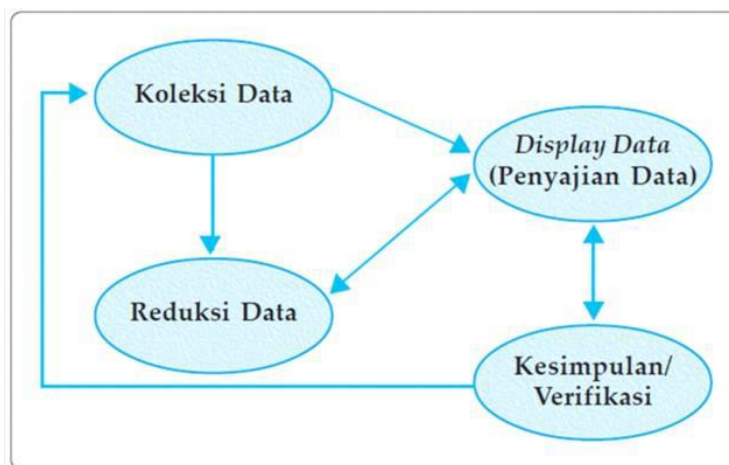 Koleksi Data
Display Data
(Penyajian Data)
Reduksi Data
Kesimpulan/
Verifikasi